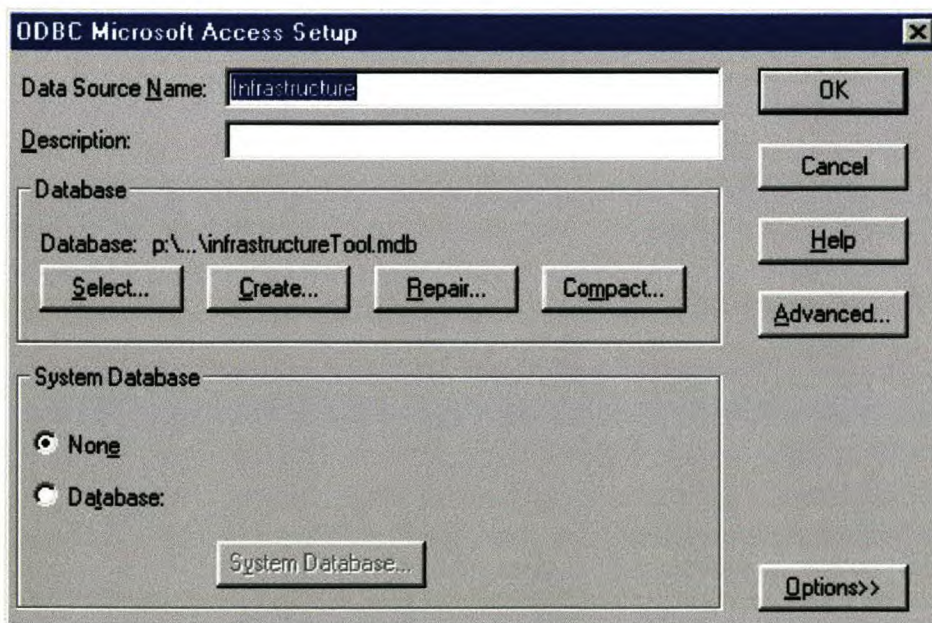 ODBC Microsoft Access Setup
Data Source Name: Infrastructure
OK
Description:
Cancel
Database
Database: p:\...\infrastructureTool.mdb
Help
Select... Create... Repair... Compact...
Advanced...
System Database
None
Database:
System Database...
Options>>